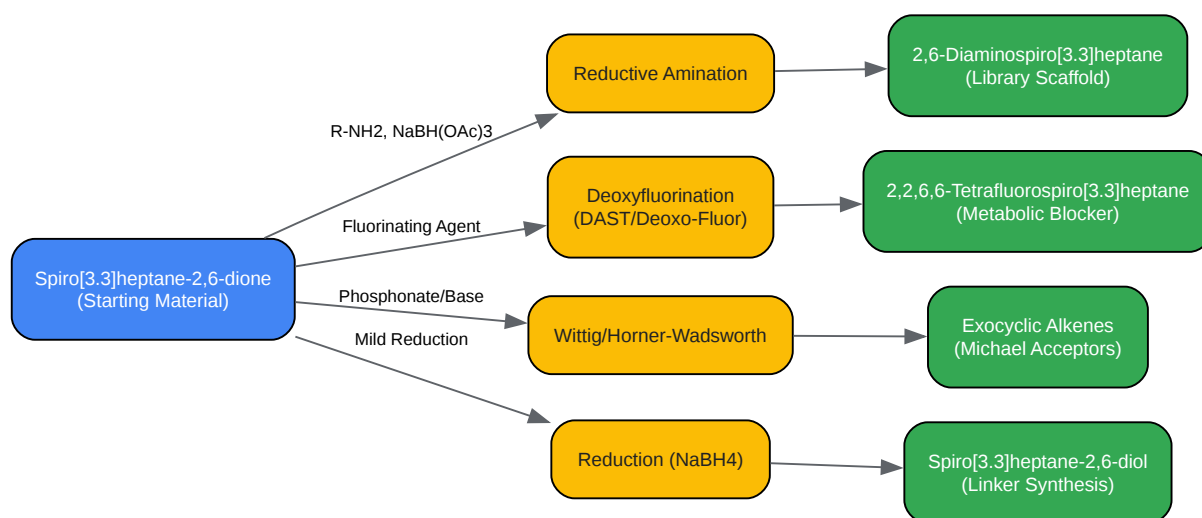 Spiro[3.3]heptane-2,6-dione
(Starting Material)
R-NH2, NaBH(OAc)3
Fluorinating Agent
Phosphonate/Base
Mild Reduction
Reductive Amination
Deoxyfluorination
(DAST/Deoxo-Fluor)
Wittig/Horner-Wadsworth
Reduction (NaBH4)
2,6-Diaminospiro[3.3]heptane
(Library Scaffold)
2,2,6,6-Tetrafluorospiro[3.3]heptane
(Metabolic Blocker)
Exocyclic Alkenes
(Michael Acceptors)
Spiro[3.3]heptane-2,6-diol
(Linker Synthesis)